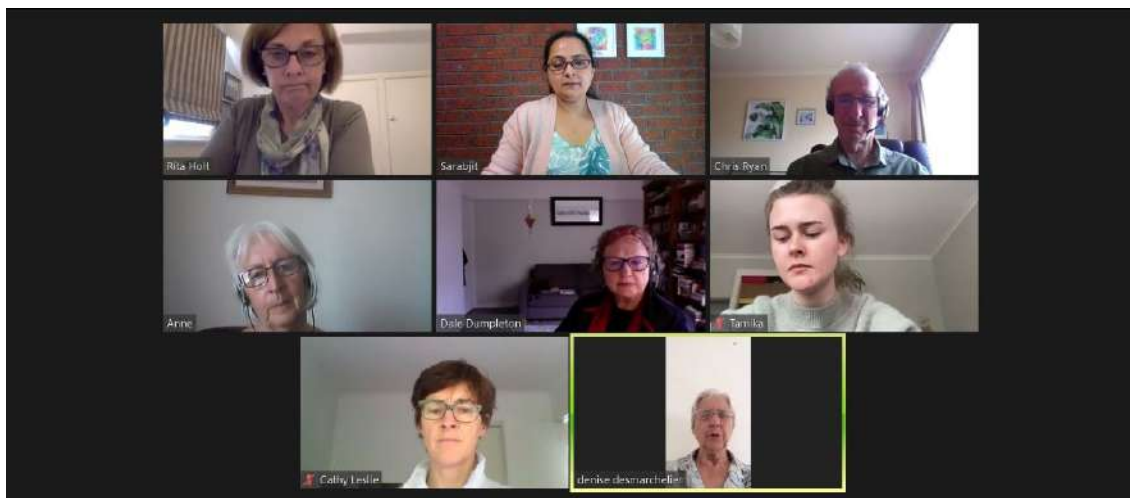 Rita Holt
Sarabjit
Chris Ryan
Anne
Dale Dumpleton
Tamika
Cathy Leslie
denise desmarchelier